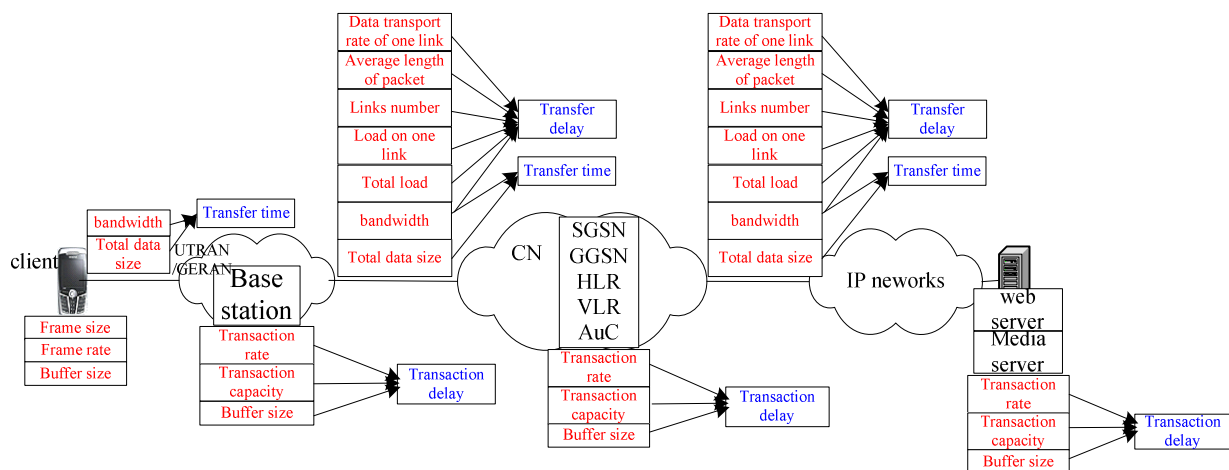 Data transport
rate of one link
Average length
of packet
Links number
Load on one
link
Total load
bandwidth
Total data size
Transfer
delay
Transfer time
Data transport
rate of one link
Average length
of packet
Links number
Load on one
link
Total load
bandwidth
Total data size
Transfer
delay
Transfer time
bandwidth
Total data
size
Transfer time
client
UTRAN
/GERAN
Base
station
CN
SGSN
GGSN
HLR
VLR
AuC
IP neworks
web
server
Media
server
Frame size
Frame rate
Buffer size
Transaction
rate
Transaction
capacity
Buffer size
Transaction
delay
Transaction
rate
Transaction
capacity
Buffer size
Transaction
delay
Transaction
rate
Transaction
capacity
Buffer size
Transaction
delay